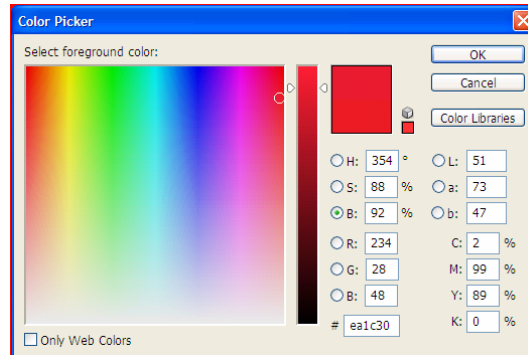 Color Picker
Select foreground color:
OK
Cancel
Color Libraries
H: 354 °
L: 51
S: 88 %
a: 73
B: 92 %
b: 47
R: 234
C: 2 %
G: 28
M: 99 %
B: 48
Y: 89 %
# ea1c30
K: 0 %
Only Web Colors